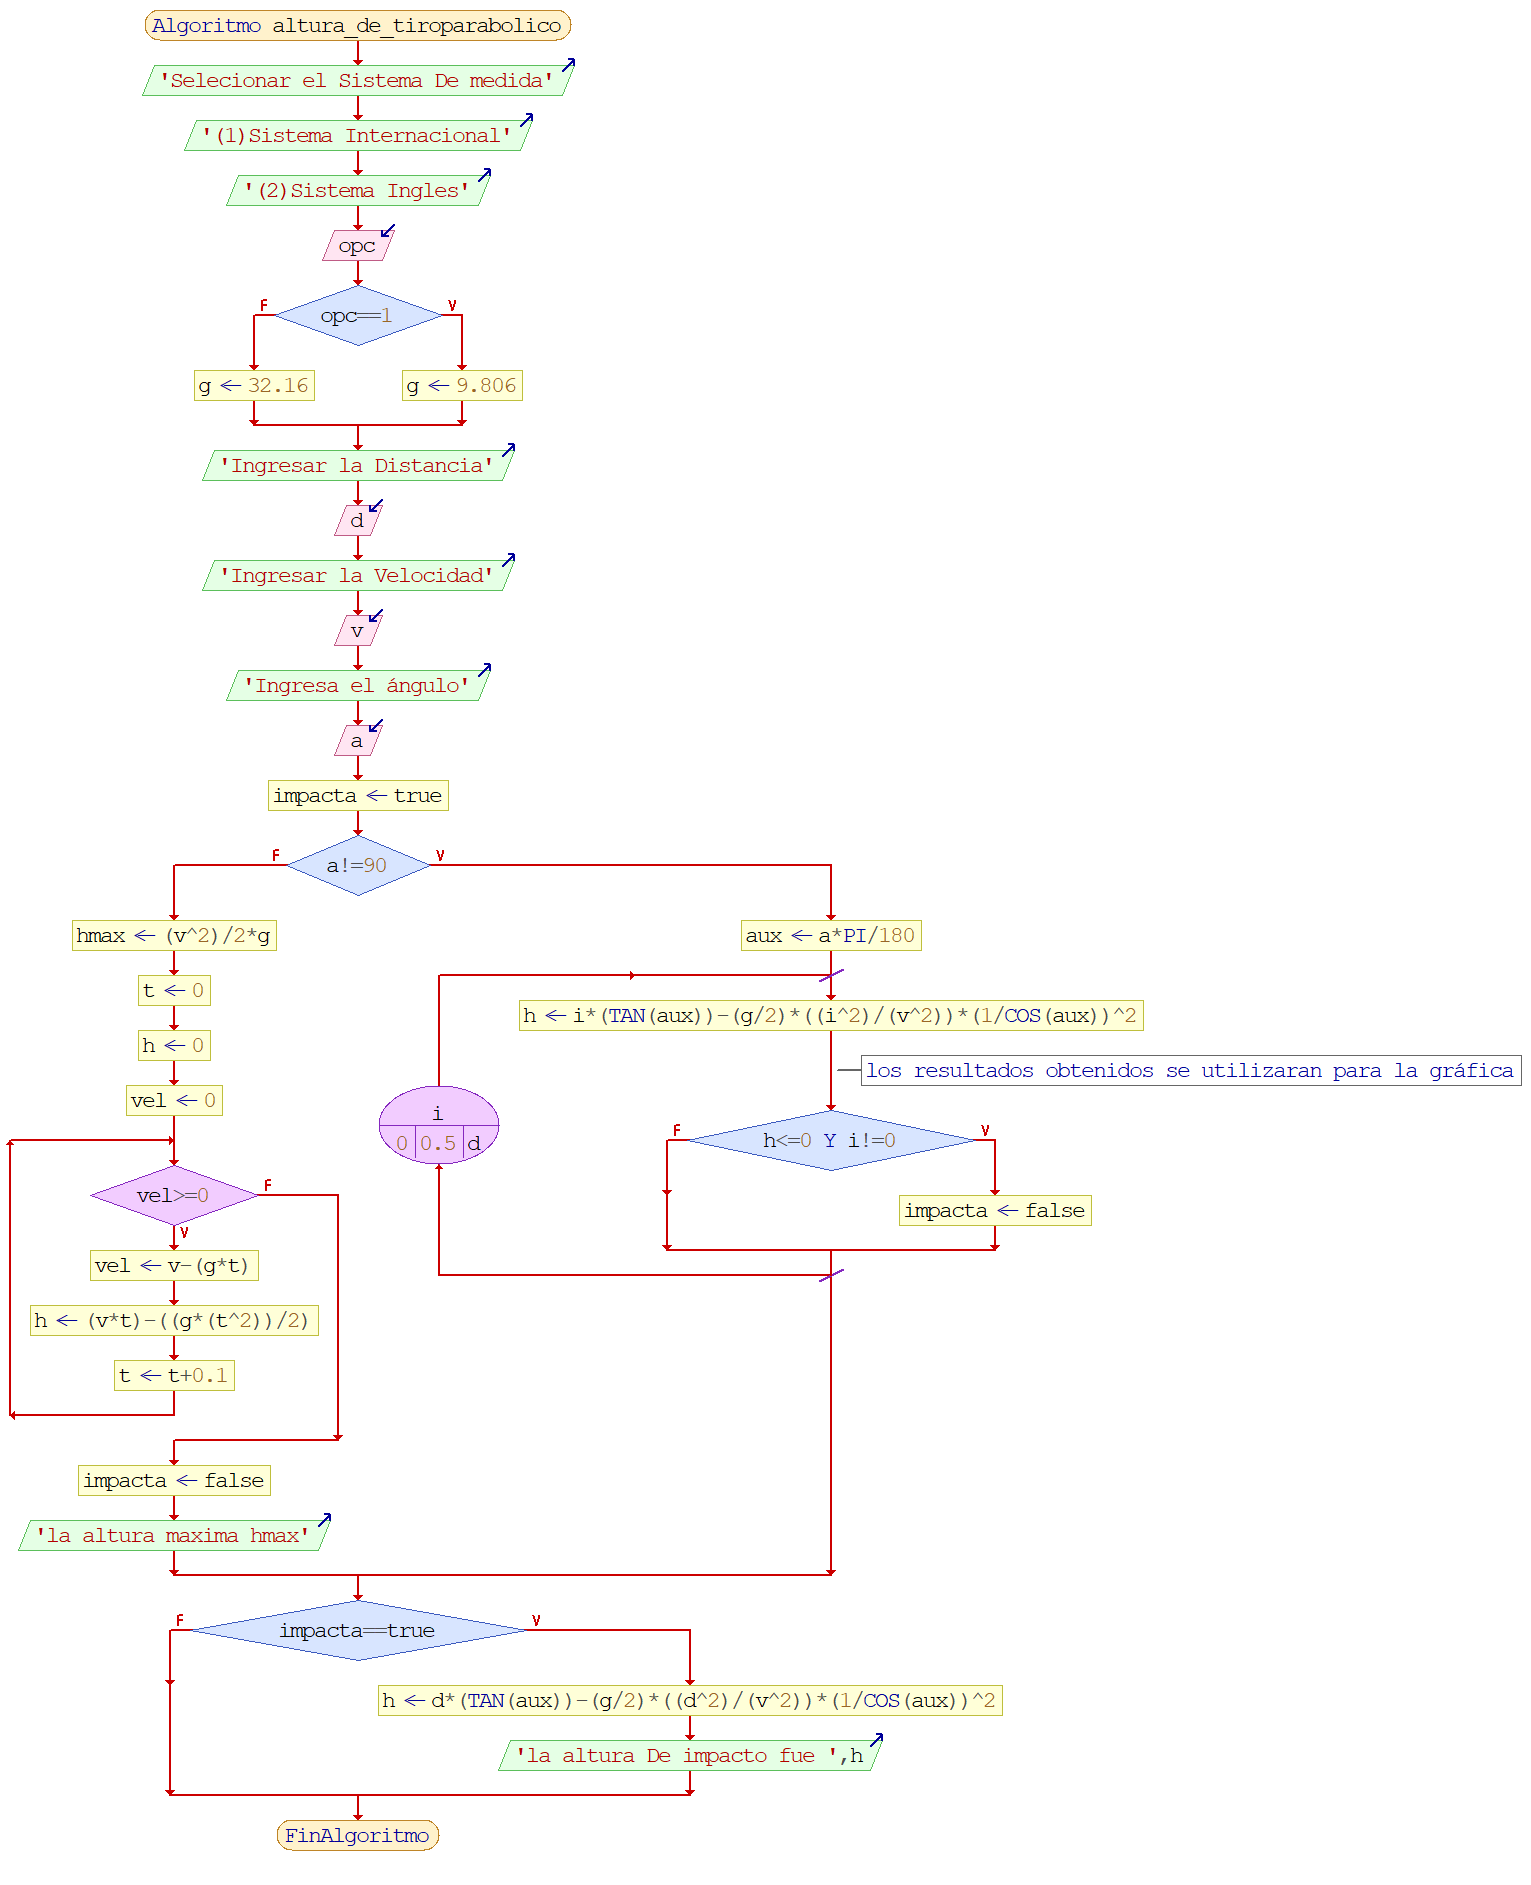 Algoritmo altura_de_tiroparabolico
'Selecionar el Sistema De medida'
'(1)Sistema Internacional'
'(2)Sistema Ingles'
opc
opc==1
F
V
g ← 32.16
g ← 9.806
'Ingresar la Distancia'
d
'Ingresar la Velocidad'
v
'Ingresa el ángulo'
a
impacta ← true
a!=90
F
V
hmax ← (v^2)/2*g
t ← 0
h ← 0
vel ← 0
vel>=0
F
V
vel ← v-(g*t)
h ← (v*t)-((g*(t^2))/2)
t ← t+0.1
impacta ← false
'la altura maxima hmax'
aux ← a*PI/180
i
0 0.5 d
h ← i*(TAN(aux))-(g/2)*((i^2)/(v^2))*(1/COS(aux))^2
los resultados obtenidos se utilizaran para la gráfica
h<=0 Y i!=0
F
V
impacta ← false
impacta==true
F
V
h ← d*(TAN(aux))-(g/2)*((d^2)/(v^2))*(1/COS(aux))^2
'la altura De impacto fue ',h
FinAlgoritmo